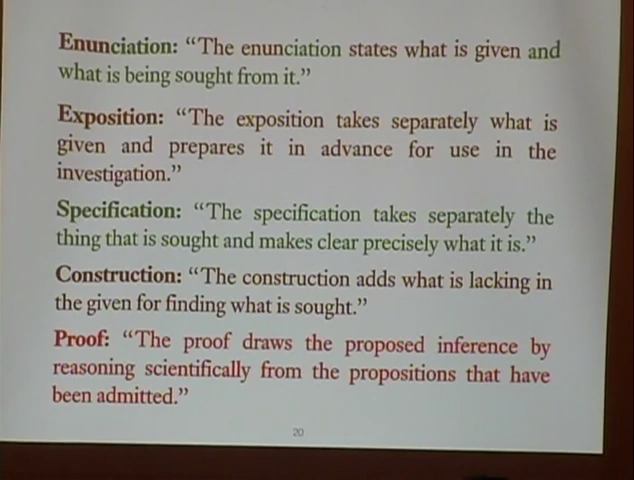 Enunciation: “The enunciation states what is given and
what is being sought from it.”
Exposition: “The exposition takes separately what is
given and prepares it in advance for use in the
investigation.”
Specification: “The specification takes separately the
thing that is sought and makes clear precisely what it is.”
Construction: “The construction adds what is lacking in
the given for finding what is sought.”
Proof: “The proof draws the proposed inference by
reasoning scientifically from the propositions that have
been admitted.”
20